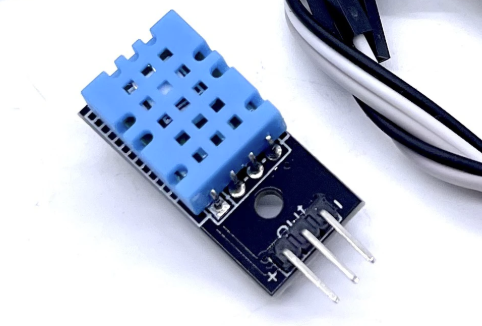 + out -